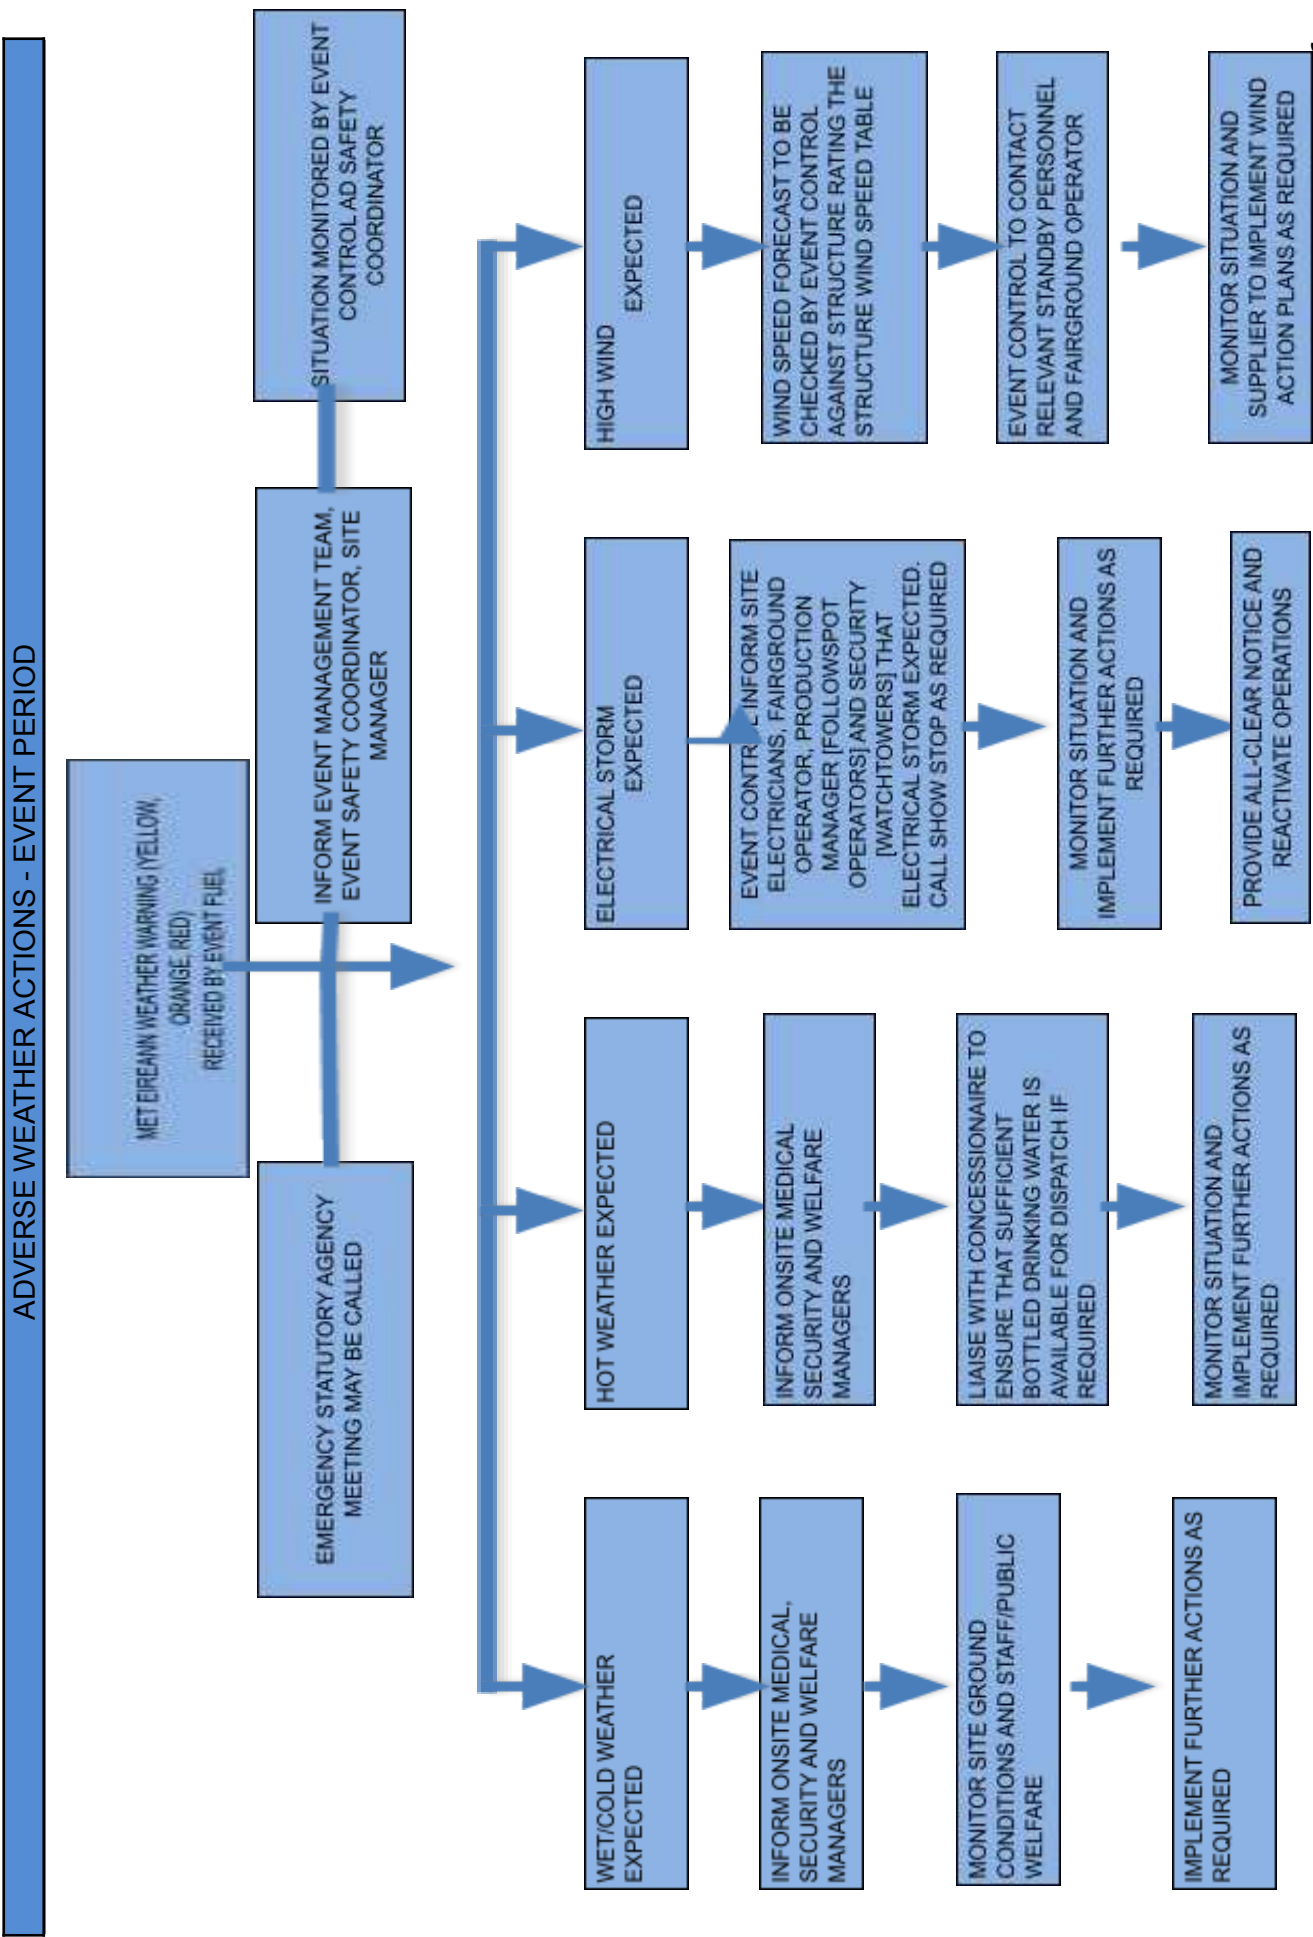 ADVERSE WEATHER ACTIONS - EVENT PERIOD
MET EIREANN WEATHER WARNING (YELLOW,
ORANGE, RED)
RECEIVED BY EVENT FUEL
EMERGENCY STATUTORY AGENCY
MEETING MAY BE CALLED
INFORM EVENT MANAGEMENT TEAM,
EVENT SAFETY COORDINATOR, SITE
MANAGER
SITUATION MONITORED BY EVENT
CONTROL AD SAFETY
COORDINATOR
WET/COLD WEATHER
EXPECTED
INFORM ONSITE MEDICAL,
SECURITY AND WELFARE
MANAGERS
MONITOR SITE GROUND
CONDITIONS AND STAFF/PUBLIC
WELFARE
IMPLEMENT FURTHER ACTIONS AS
REQUIRED
HOT WEATHER EXPECTED
INFORM ONSITE MEDICAL
SECURITY AND WELFARE
MANAGERS
LIAISE WITH CONCESSIONAIRE TO
ENSURE THAT SUFFICIENT
BOTTLED DRINKING WATER IS
AVAILABLE FOR DISPATCH IF
REQUIRED
MONITOR SITUATION AND
IMPLEMENT FURTHER ACTIONS AS
REQUIRED
ELECTRICAL STORM
EXPECTED
EVENT INFORM SITE
ELECTRICIANS, FAIRGROUND
OPERATOR, PRODUCTION
MANAGER [FOLLOWSPOT
OPERATORS] AND SECURITY
[WATCHTOWERS] THAT
ELECTRICAL STORM EXPECTED.
CALL SHOW STOP AS REQUIRED
MONITOR SITUATION AND
IMPLEMENT FURTHER ACTIONS AS
REQUIRED
PROVIDE ALL-CLEAR NOTICE AND
REACTIVATE OPERATIONS
HIGH WIND
EXPECTED
WIND SPEED FORECAST TO BE
CHECKED BY EVENT CONTROL
AGAINST STRUCTURE RATING THE
STRUCTURE WIND SPEED TABLE
EVENT CONTROL TO CONTACT
RELEVANT STANDBY PERSONNEL
AND FAIRGROUND OPERATOR
MONITOR SITUATION AND
SUPPLIER TO IMPLEMENT WIND
ACTION PLANS AS REQUIRED